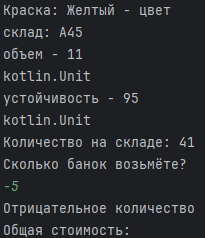 Краска: Желтый - цвет
склад: A45
объем - 11
kotlin.Unit
устойчивость - 95
kotlin.Unit
Количество на складе: 41
Сколько банок возьмёте?
-5
Отрицательное количество
Общая стоимость: